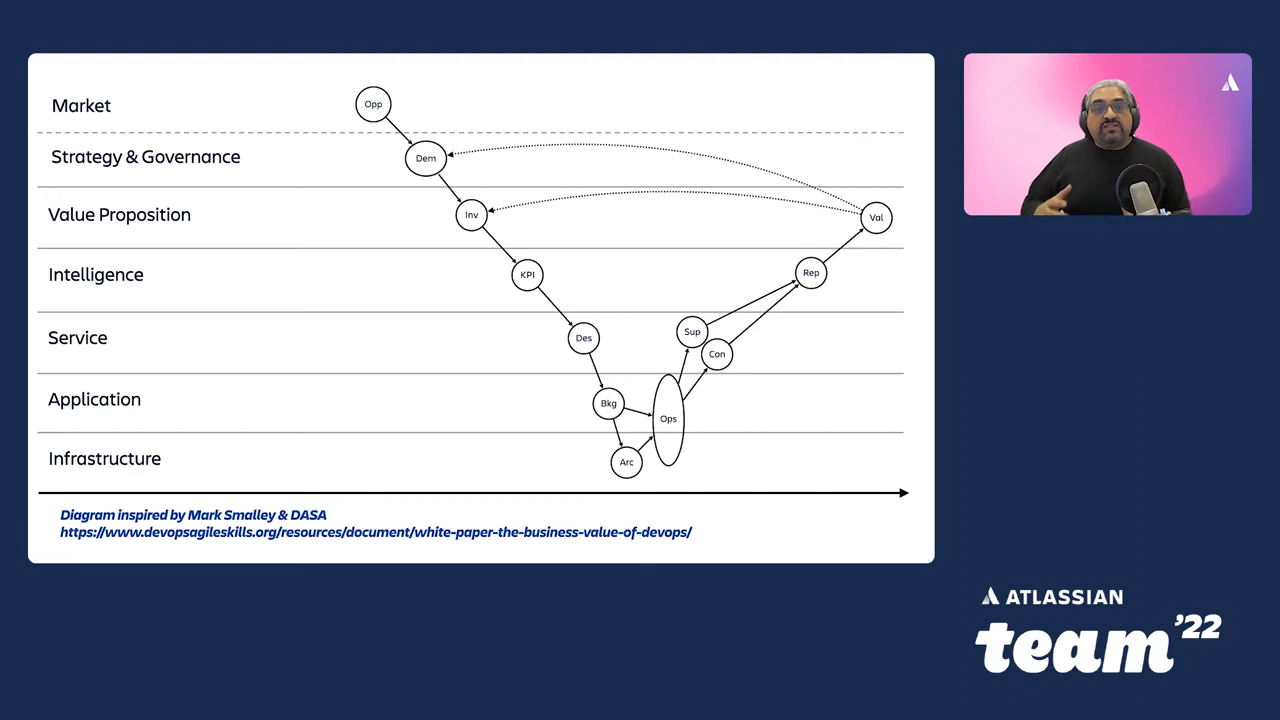 Market
Opp
Strategy & Governance
Dem
Value Proposition
Inv
Val
Intelligence
KPI
Rep
Service
Des
Sup
Con
Application
Bkg
Ops
Infrastructure
Arc
Diagram inspired by Mark Smalley & DASA
https://www.devopsagileskills.org/resources/document/white-paper-the-business-value-of-devops/
ATLASSIAN
team '22